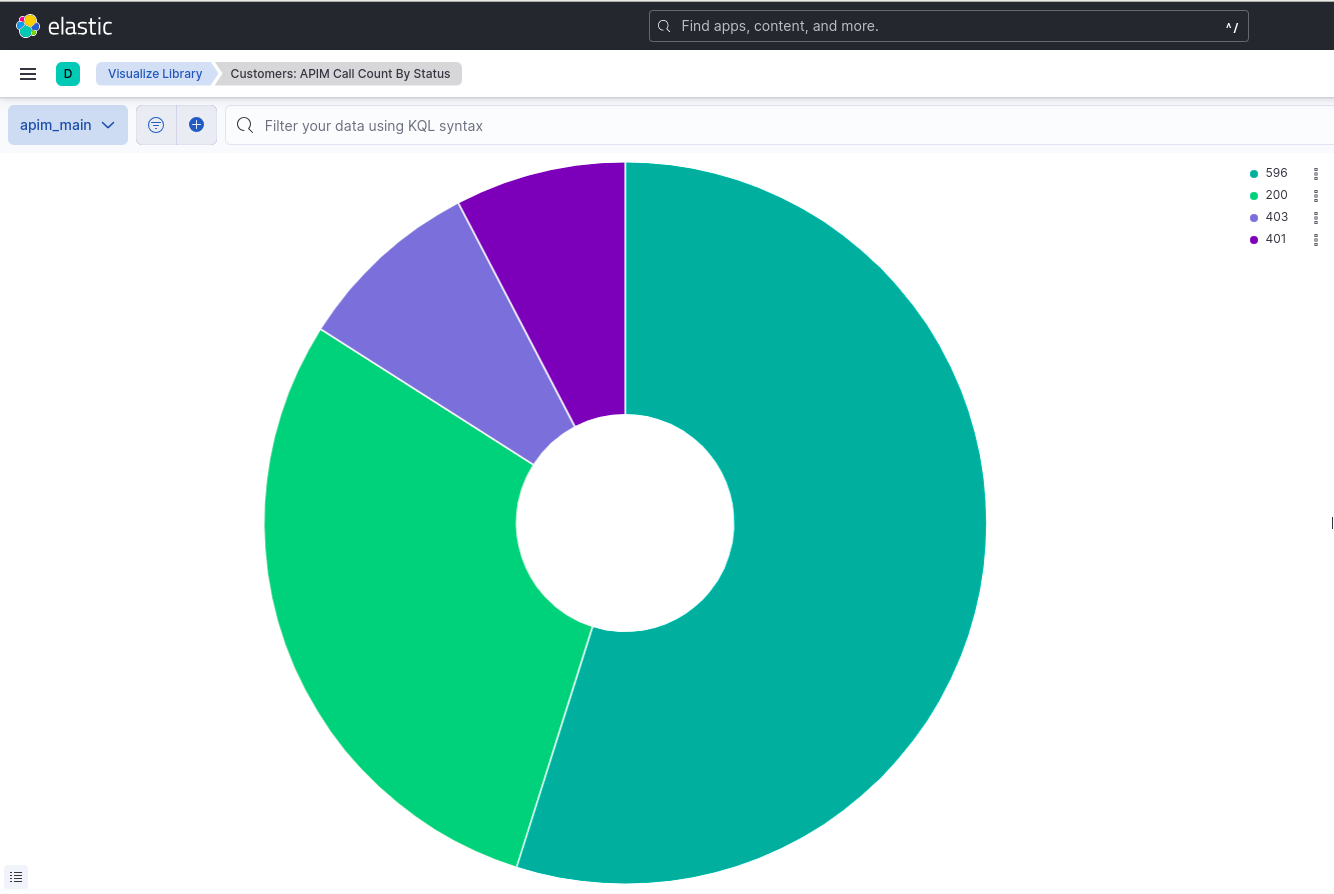 elastic
Find apps, content, and more.
^/
D
Visualize Library
Customers: APIM Call Count By Status
apim_main
Filter your data using KQL syntax
596
200
403
401